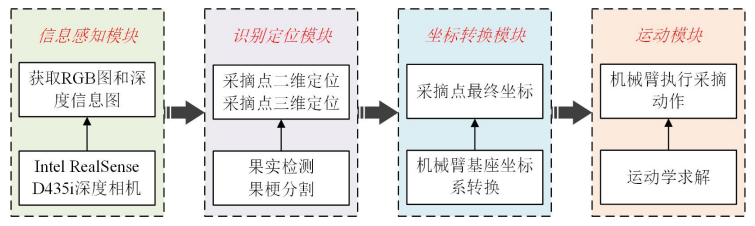 信息感知模块
获取RGB图和深
度信息图
Intel RealSense
D435i深度相机
识别定位模块
采摘点二维定位
采摘点三维定位
果实检测
果梗分割
坐标转换模块
采摘点最终坐标
机械臂基座坐标
系转换
运动模块
机械臂执行采摘
动作
运动学求解